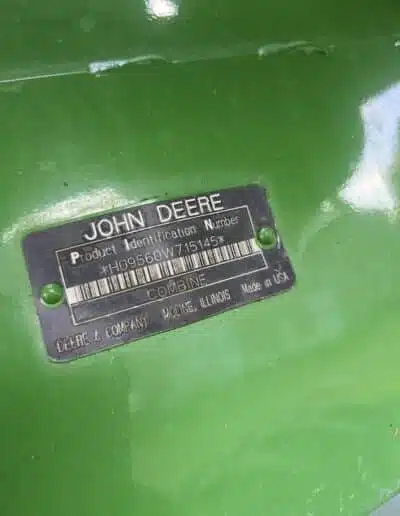 JOHN DEERE
Product Identification Number
*H09560W715145*
COMBINE
DEERE & COMPANY MOLINE, ILLINOIS Made in USA